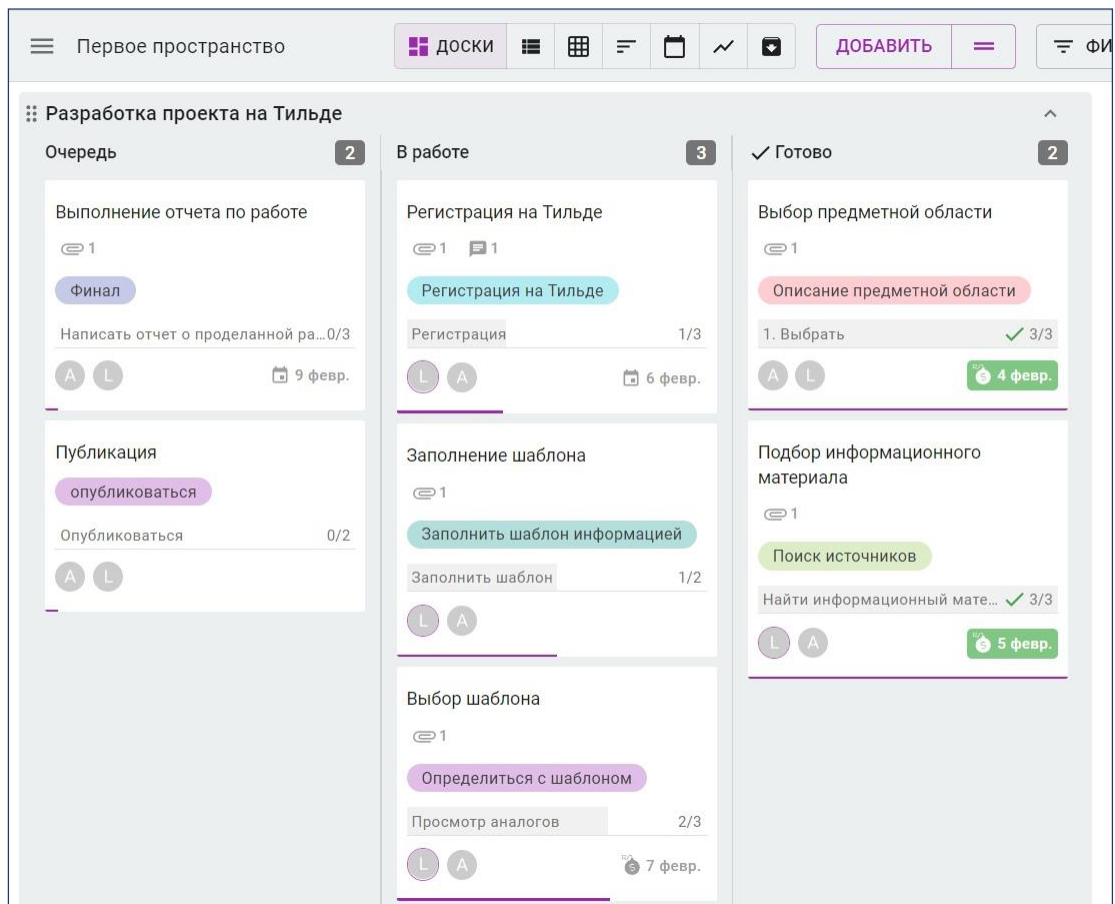 Первое пространство
ДОСКИ
ДОБАВИТЬ
ФИ
Разработка проекта на Тильде
Очередь
2
Выполнение отчета по работе
1
Финал
Написать отчет о проделанной ра...0/3
A L
9 февр.
Публикация
опубликоваться
Опубликоваться 0/2
A L
В работе
3
Регистрация на Тильде
1 1
Регистрация на Тильде
Регистрация 1/3
L A
6 февр.
Заполнение шаблона
1
Заполнить шаблон информацией
Заполнить шаблон 1/2
L A
Выбор шаблона
1
Определиться с шаблоном
Просмотр аналогов 2/3
L A
7 февр.
Готово
2
Выбор предметной области
1
Описание предметной области
1. Выбрать 3/3
A L
4 февр.
Подбор информационного
материала
1
Поиск источников
Найти информационный мате... 3/3
L A
5 февр.